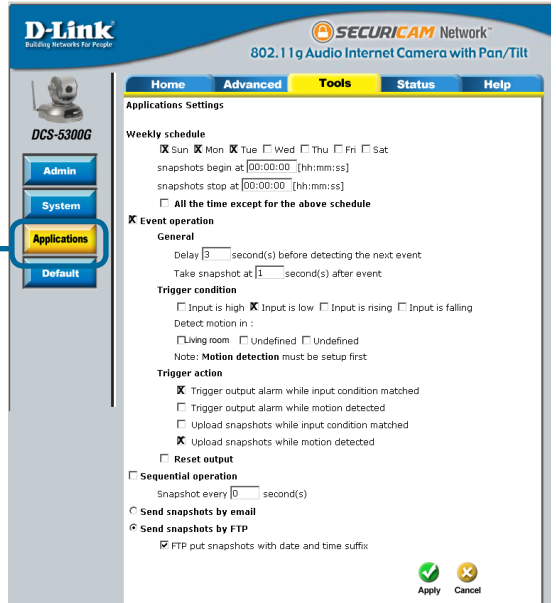 D-Link
Building Networks For People
SECURICAM Network™
802.11g Audio Internet Camera with Pan/Tilt
Home Advanced Tools Status Help
DCS-5300G
Admin
System
Applications
Default
Applications Settings
Weekly schedule
Sun Mon Tue Wed Thu Fri Sat
snapshots begin at 00:00:00 [hh:mm:ss]
snapshots stop at 00:00:00 [hh:mm:ss]
All the time except for the above schedule
Event operation
General
Delay 3 second(s) before detecting the next event
Take snapshot at 1 second(s) after event
Trigger condition
Input is high Input is low Input is rising Input is falling
Detect motion in :
Living room Undefined Undefined
Note: Motion detection must be setup first
Trigger action
Trigger output alarm while input condition matched
Trigger output alarm while motion detected
Upload snapshots while input condition matched
Upload snapshots while motion detected
Reset output
Sequential operation
Snapshot every 0 second(s)
Send snapshots by email
Send snapshots by FTP
FTP put snapshots with date and time suffix
Apply Cancel